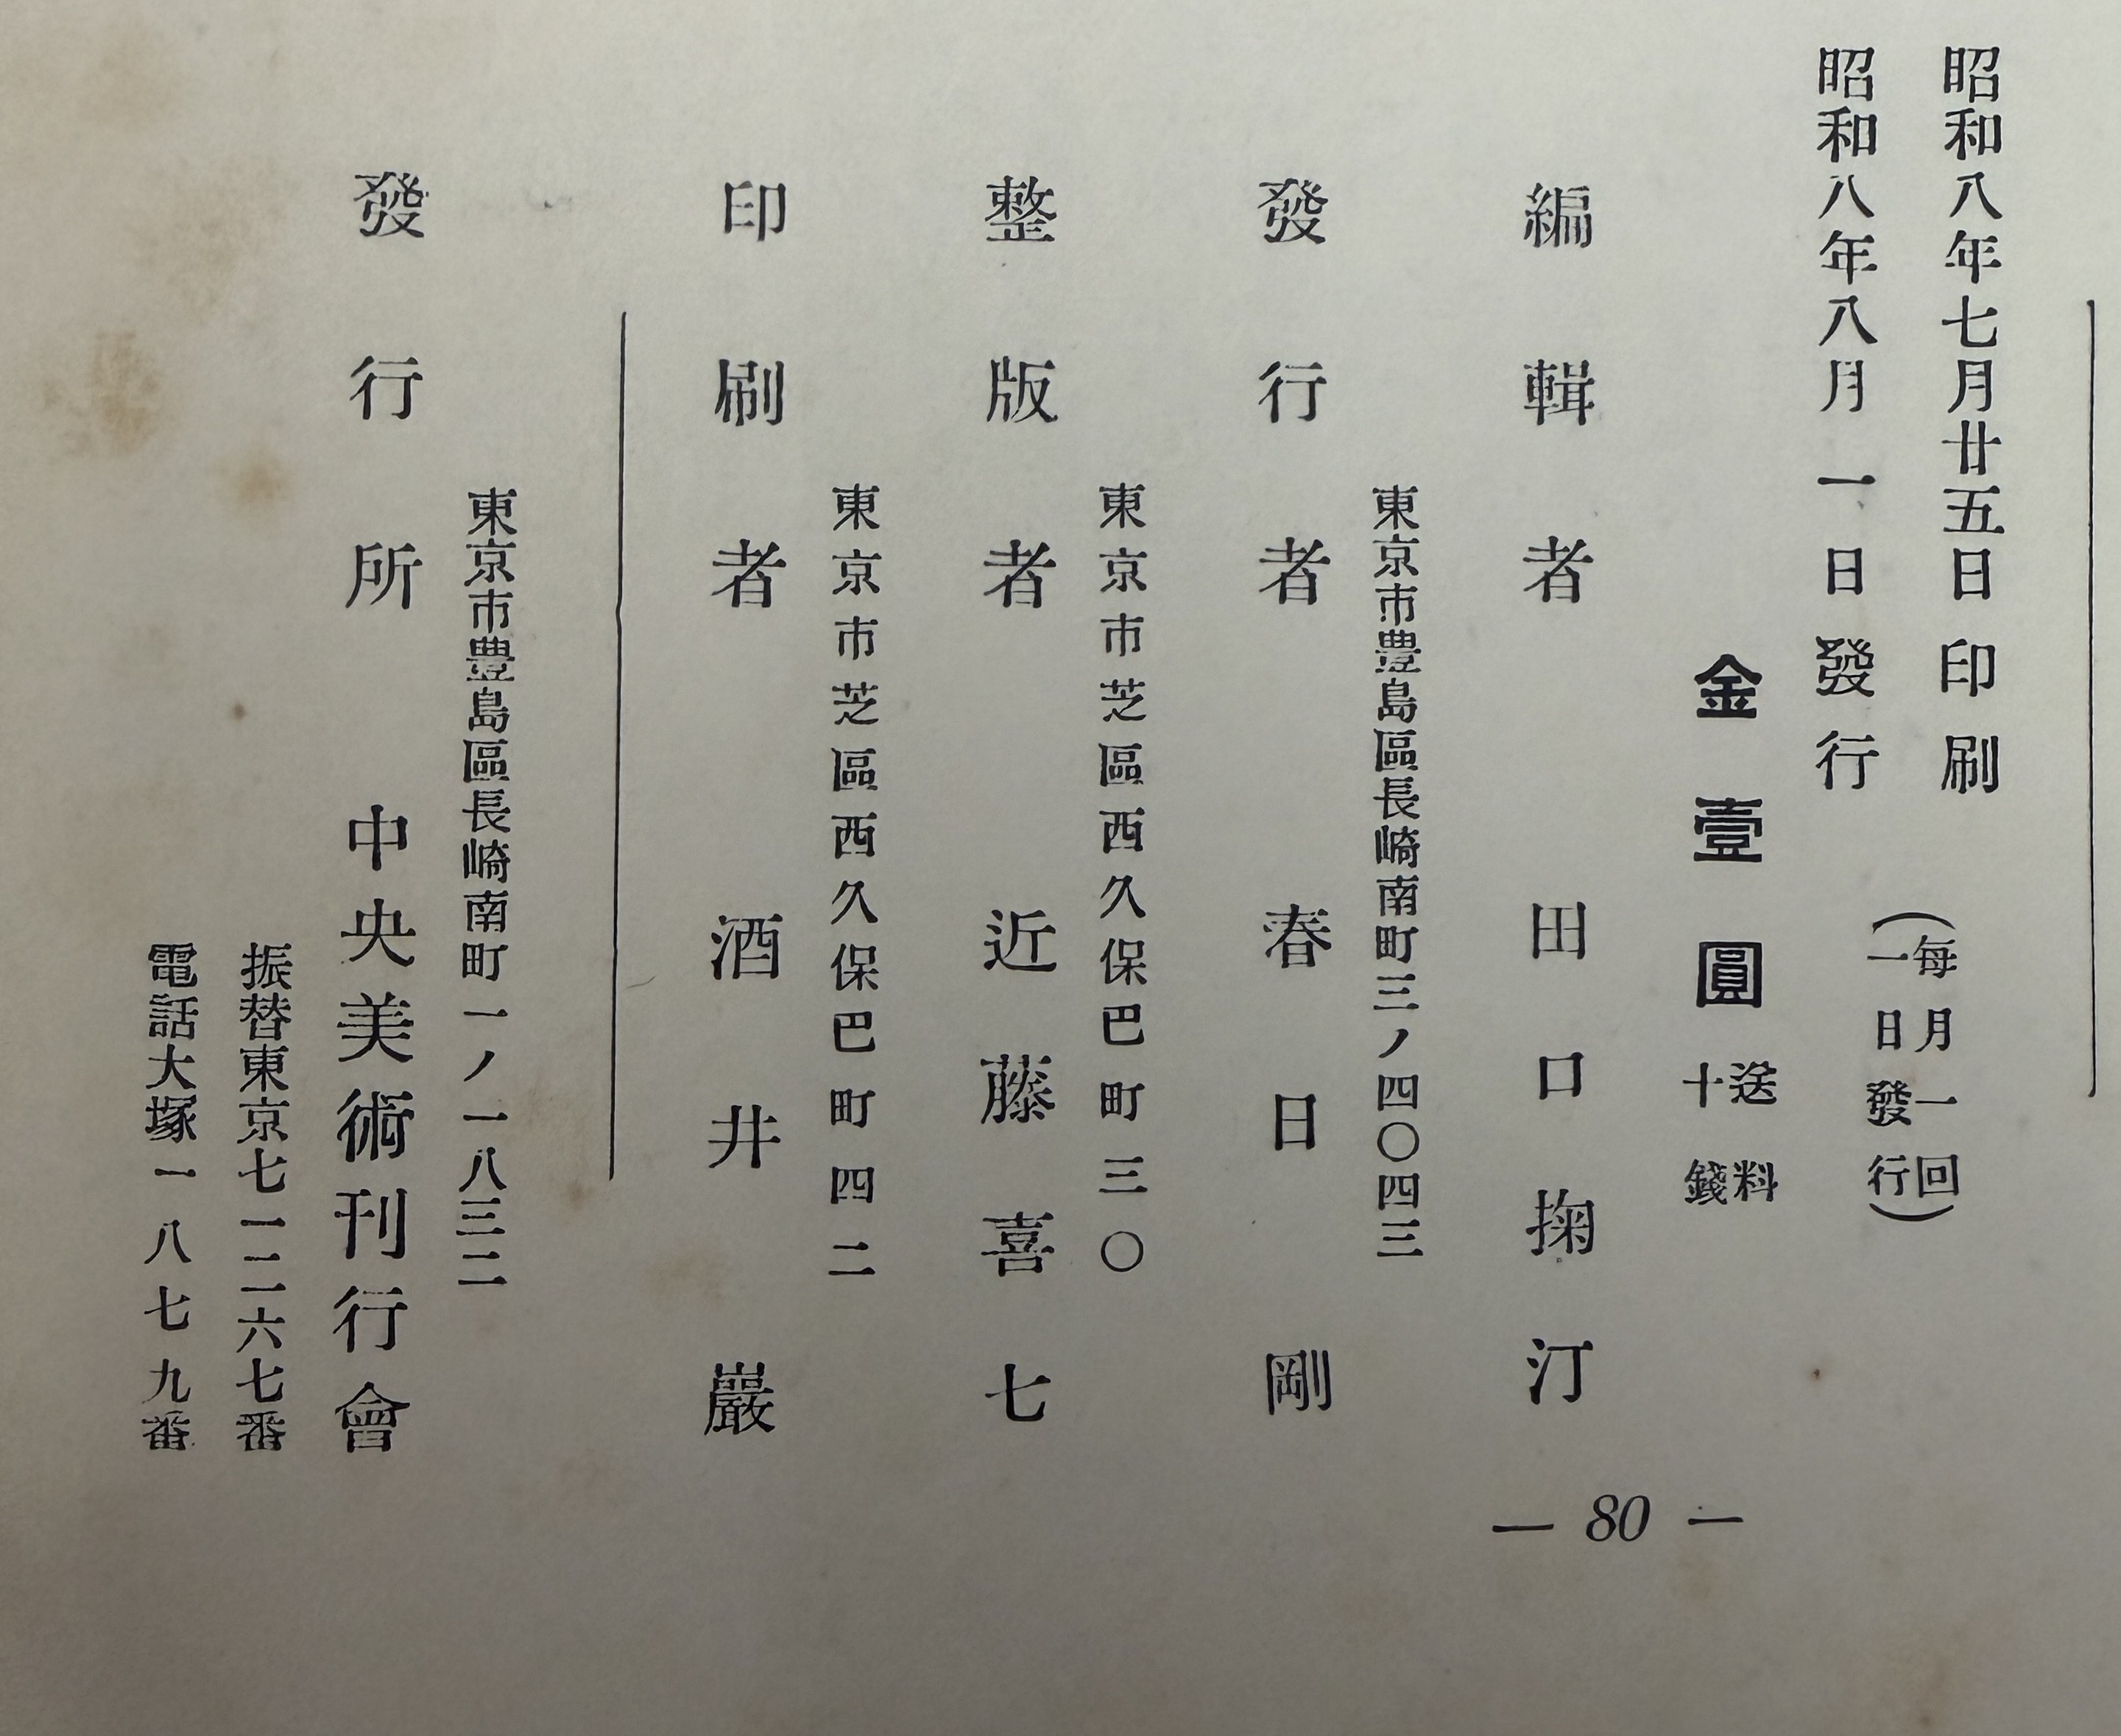 昭和八年七月廿五日印刷
昭和八年八月一日發行
(每月一回
一日發行)
金壹圓
送料
十錢
編輯者 田口掬汀
東京市豊島區長崎南町三ノ四〇四三
發行者 春日剛
東京市芝區西久保巴町三〇
整版者 近藤喜七
東京市芝區西久保巴町四二
印刷者 酒井巖
東京市豊島區長崎南町一ノ一八三二
發行所 中央美術刊行會
振替東京七一二六七番
電話大塚一八七九番
— 80 —